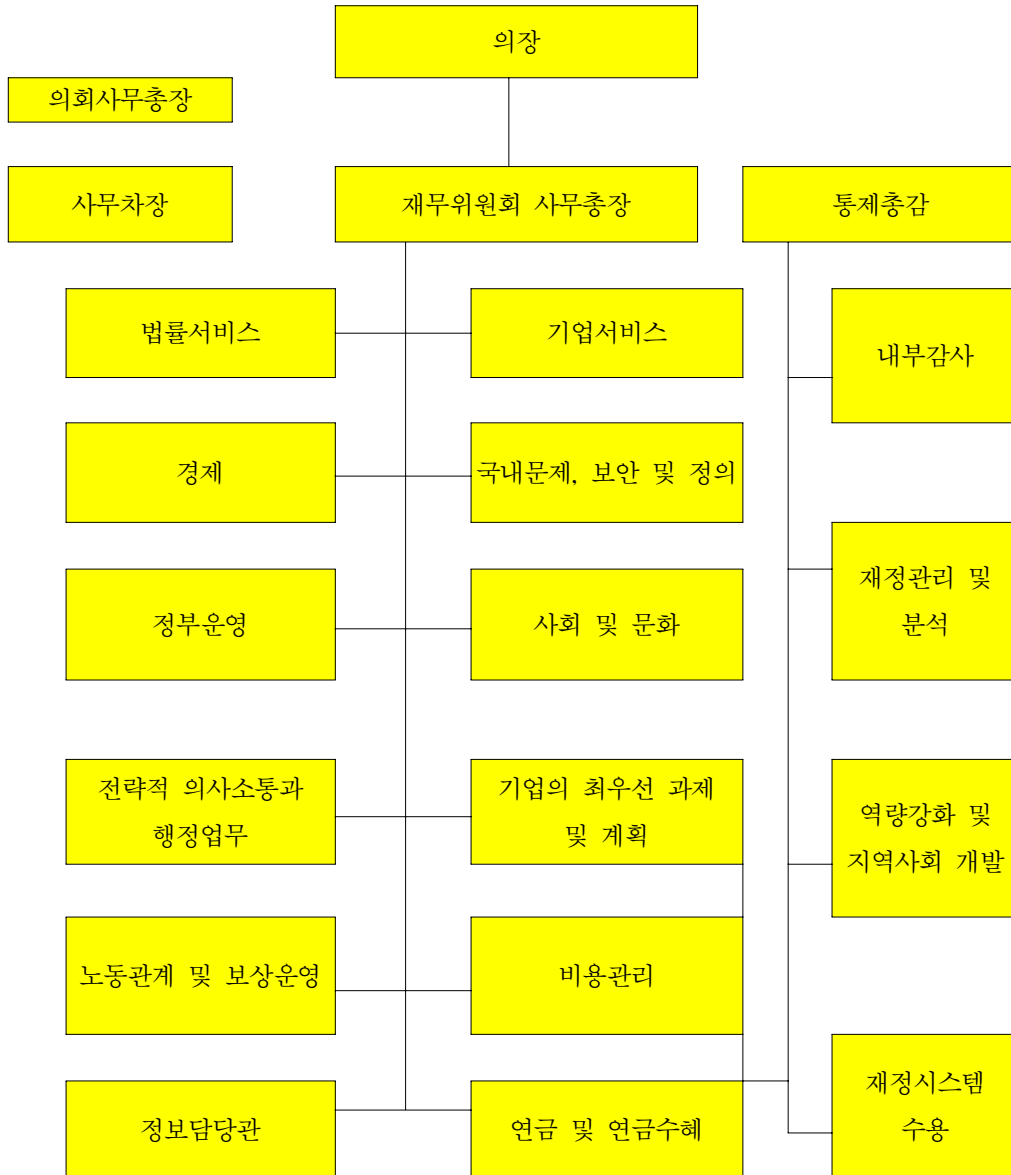 의장
의회사무총장
사무차장
재무위원회 사무총장
통제총감
법률서비스
기업서비스
내부감사
경제
국내문제, 보안 및 정의
재정관리 및
분석
정부운영
사회 및 문화
전략적 의사소통과
행정업무
기업의 최우선 과제
및 계획
역량강화 및
지역사회 개발
노동관계 및 보상운영
비용관리
재정시스템
수용
정보담당관
연금 및 연금수혜